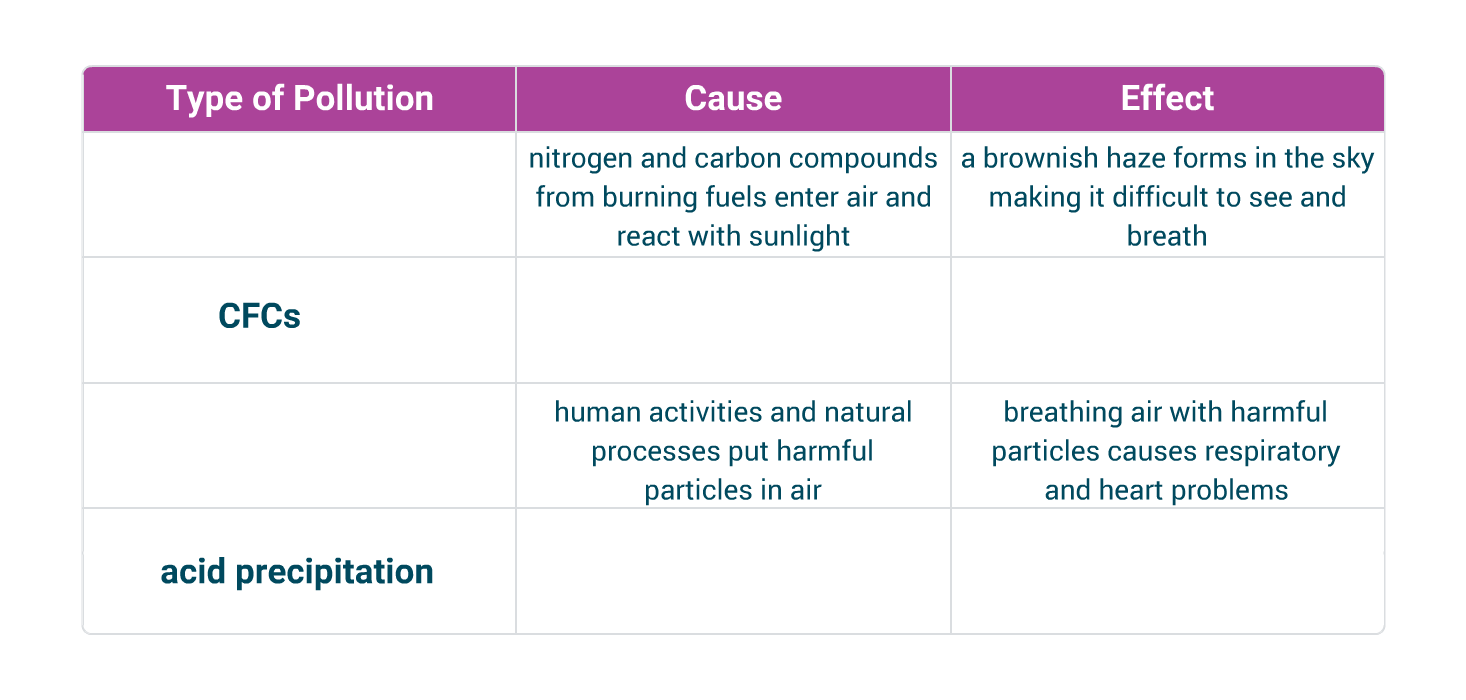 Type of Pollution
Cause
Effect
nitrogen and carbon compounds
from burning fuels enter air and
react with sunlight
a brownish haze forms in the sky
making it difficult to see and
breath
CFCs
human activities and natural
processes put harmful
particles in air
breathing air with harmful
particles causes respiratory
and heart problems
acid precipitation